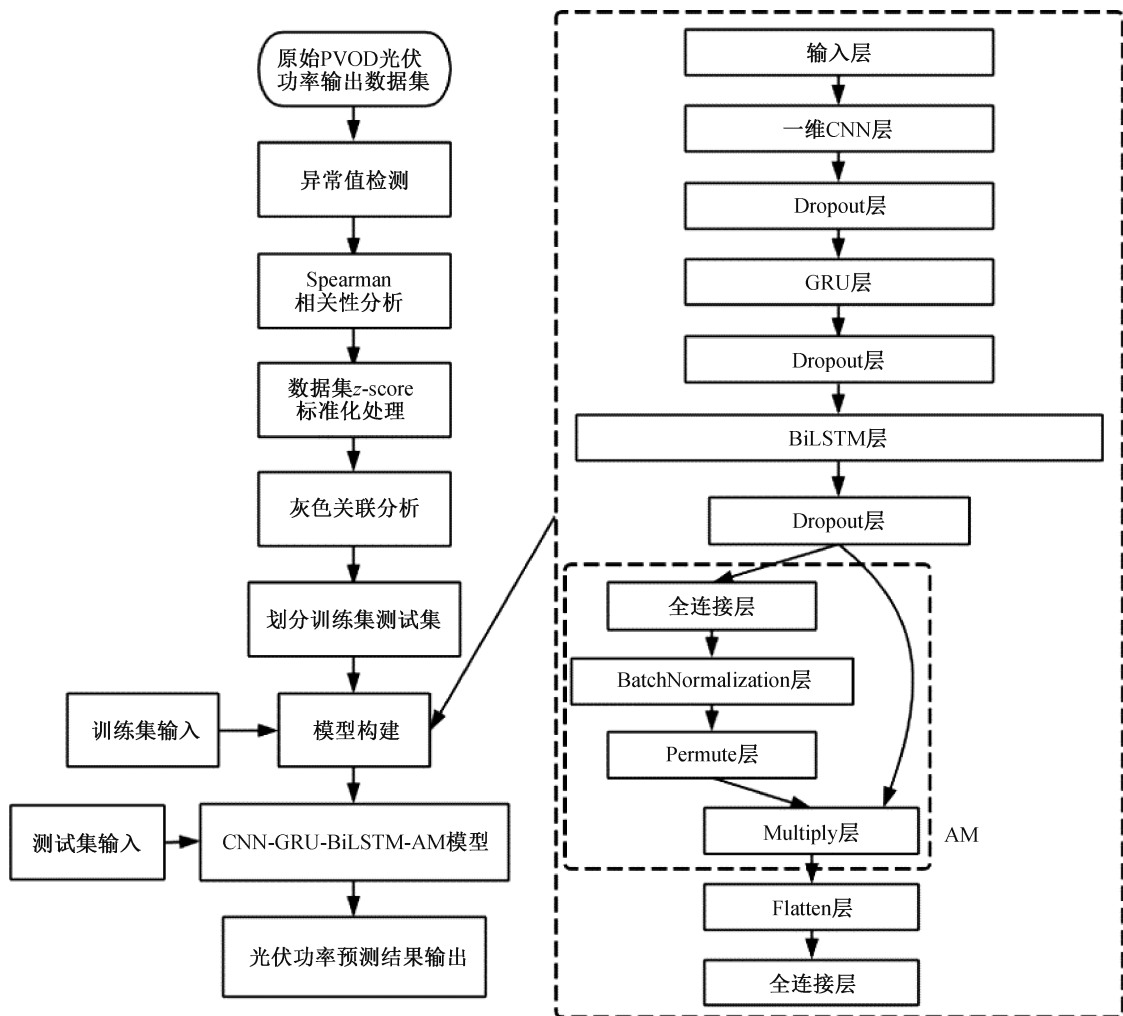 原始PVOD光伏
功率输出数据集
异常值检测
Spearman
相关性分析
数据集z-score
标准化处理
灰色关联分析
划分训练集测试集
训练集输入
模型构建
测试集输入
CNN-GRU-BiLSTM-AM模型
光伏功率预测结果输出
输入层
一维CNN层
Dropout层
GRU层
Dropout层
BiLSTM层
Dropout层
全连接层
BatchNormalization层
Permute层
Multiply层
AM
Flatten层
全连接层